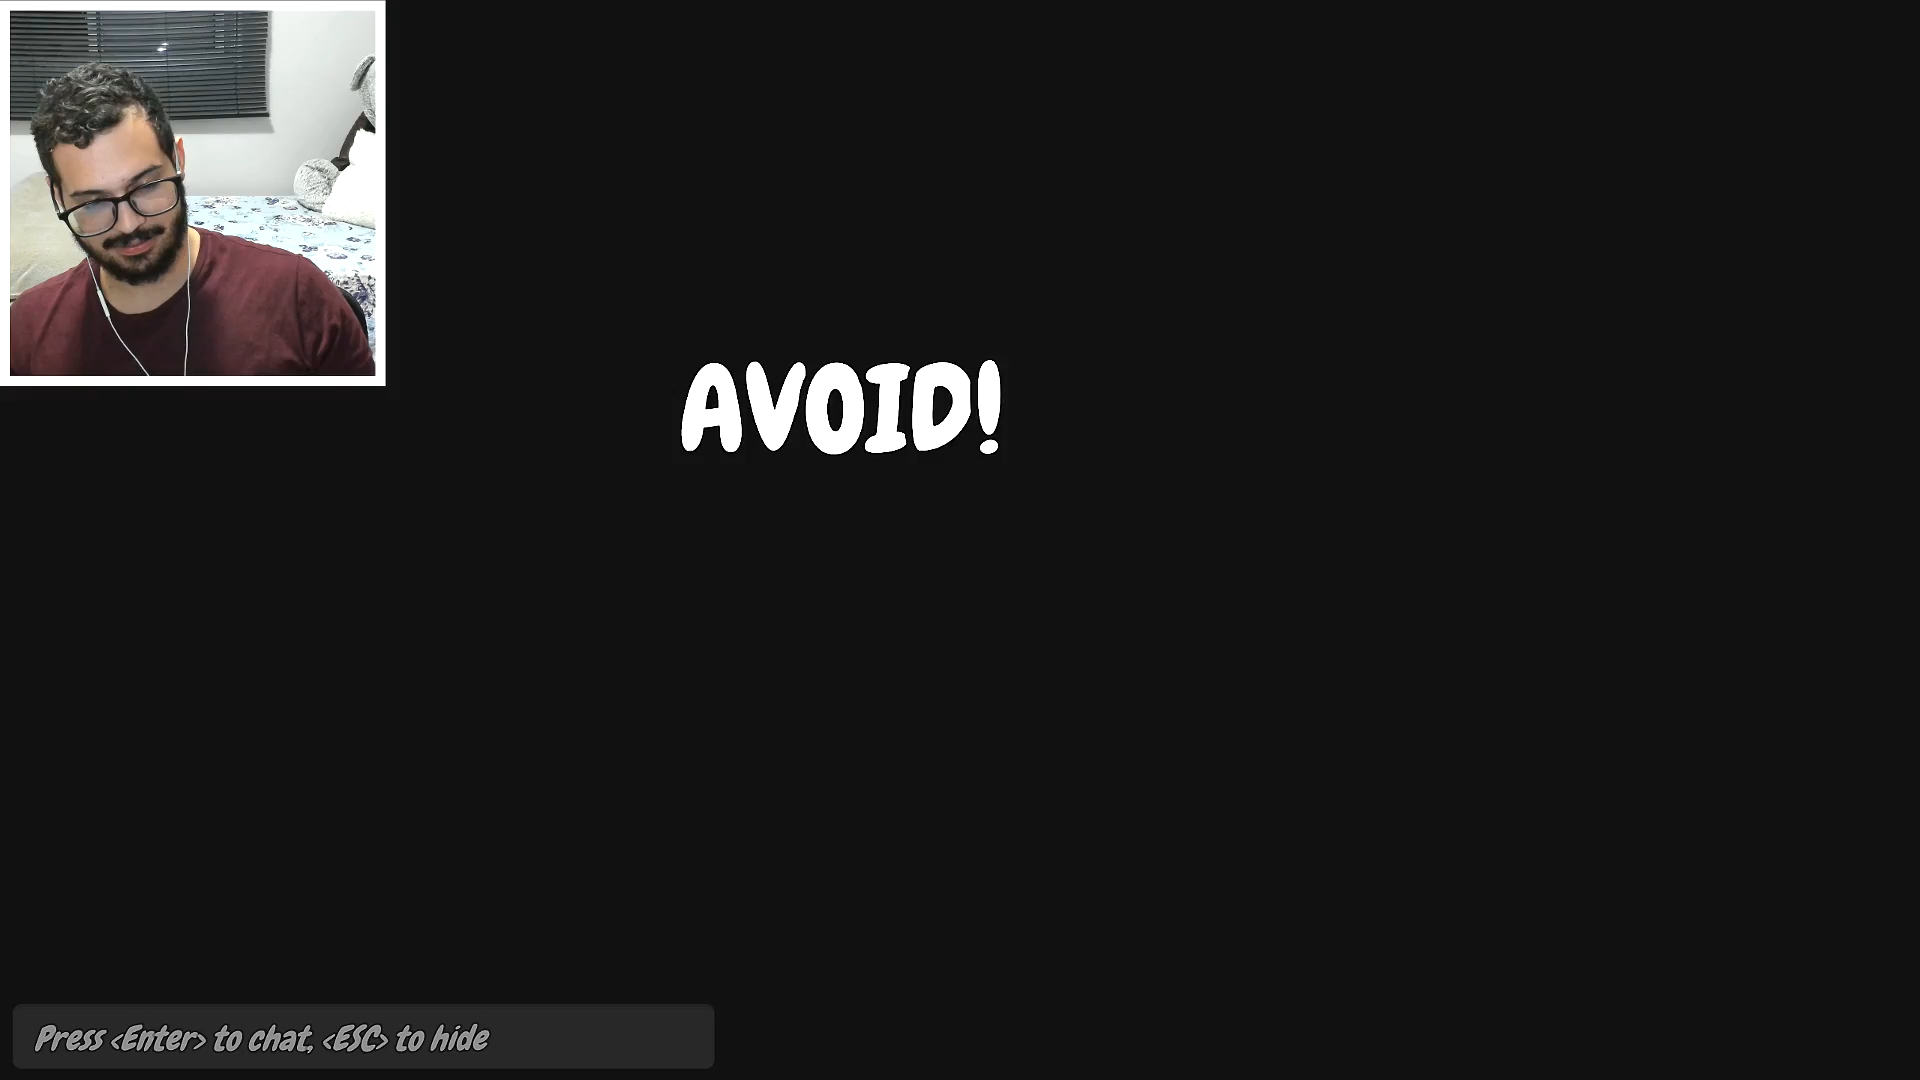 AVOID!
Press <Enter> to chat, <ESC> to hide